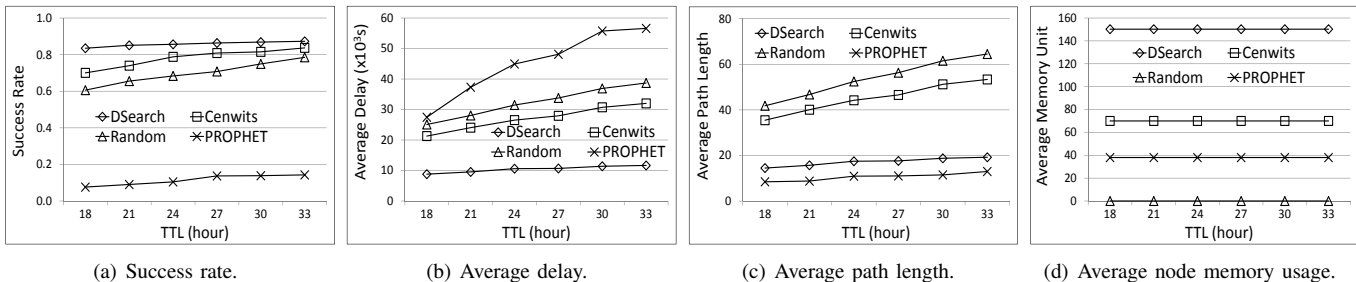 1.0
0.8
0.6
0.4
0.2
0.0
Success Rate
DSearch Cenwits
Random PROPHET
18 21 24 27 30 33
TTL (hour)
(a) Success rate.
60
50
40
30
20
10
0
Average Delay (x10³s)
DSearch Cenwits
Random PROPHET
18 21 24 27 30 33
TTL (hour)
(b) Average delay.
80
60
40
20
0
Average Path Length
DSearch Cenwits
Random PROPHET
18 21 24 27 30 33
TTL (hour)
(c) Average path length.
160
140
120
100
80
60
40
20
0
Average Memory Unit
DSearch Cenwits
Random PROPHET
18 21 24 27 30 33
TTL (hour)
(d) Average node memory usage.